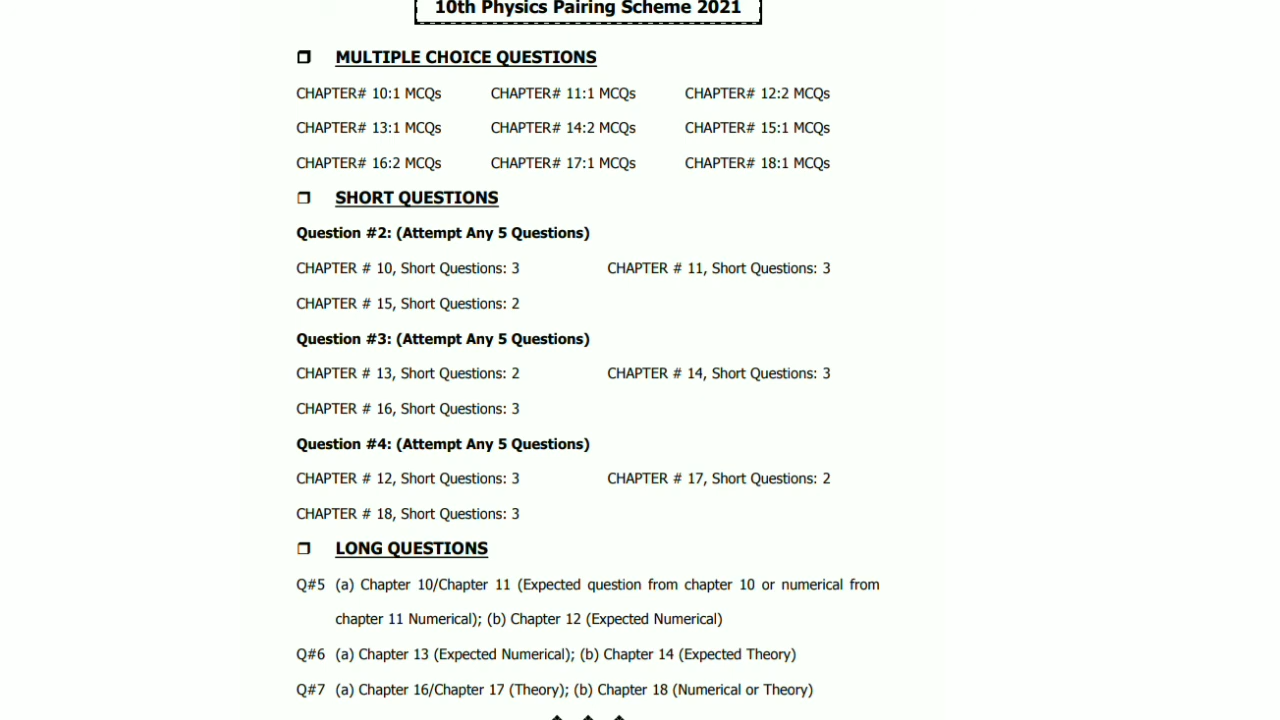 10th Physics Pairing Scheme 2021
❒ MULTIPLE CHOICE QUESTIONS
CHAPTER# 10:1 MCQs CHAPTER# 11:1 MCQs CHAPTER# 12:2 MCQs
CHAPTER# 13:1 MCQs CHAPTER# 14:2 MCQs CHAPTER# 15:1 MCQs
CHAPTER# 16:2 MCQs CHAPTER# 17:1 MCQs CHAPTER# 18:1 MCQs
❒ SHORT QUESTIONS
Question #2: (Attempt Any 5 Questions)
CHAPTER # 10, Short Questions: 3 CHAPTER # 11, Short Questions: 3
CHAPTER # 15, Short Questions: 2
Question #3: (Attempt Any 5 Questions)
CHAPTER # 13, Short Questions: 2 CHAPTER # 14, Short Questions: 3
CHAPTER # 16, Short Questions: 3
Question #4: (Attempt Any 5 Questions)
CHAPTER # 12, Short Questions: 3 CHAPTER # 17, Short Questions: 2
CHAPTER # 18, Short Questions: 3
❒ LONG QUESTIONS
Q#5 (a) Chapter 10/Chapter 11 (Expected question from chapter 10 or numerical from
chapter 11 Numerical); (b) Chapter 12 (Expected Numerical)
Q#6 (a) Chapter 13 (Expected Numerical); (b) Chapter 14 (Expected Theory)
Q#7 (a) Chapter 16/Chapter 17 (Theory); (b) Chapter 18 (Numerical or Theory)